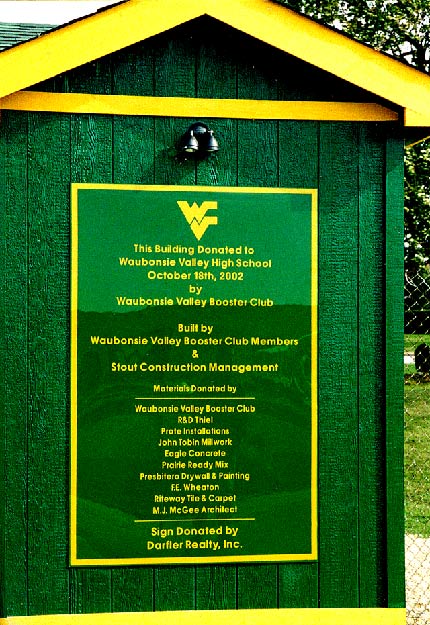 WV
This Building Donated to
Waubonsie Valley High School
October 18th, 2002
by
Waubonsie Valley Booster Club
Built by
Waubonsie Valley Booster Club Members
&
Stout Construction Management
Materials Donated by
Waubonsie Valley Booster Club
R&D Thiel
Prate Installations
John Tobin Millwork
Eagle Concrete
Prairie Ready Mix
Presbitero Drywall & Painting
F.E. Wheaton
Riteway Tile & Carpet
M.J. McGee Architect
Sign Donated by
Darfler Realty, Inc.